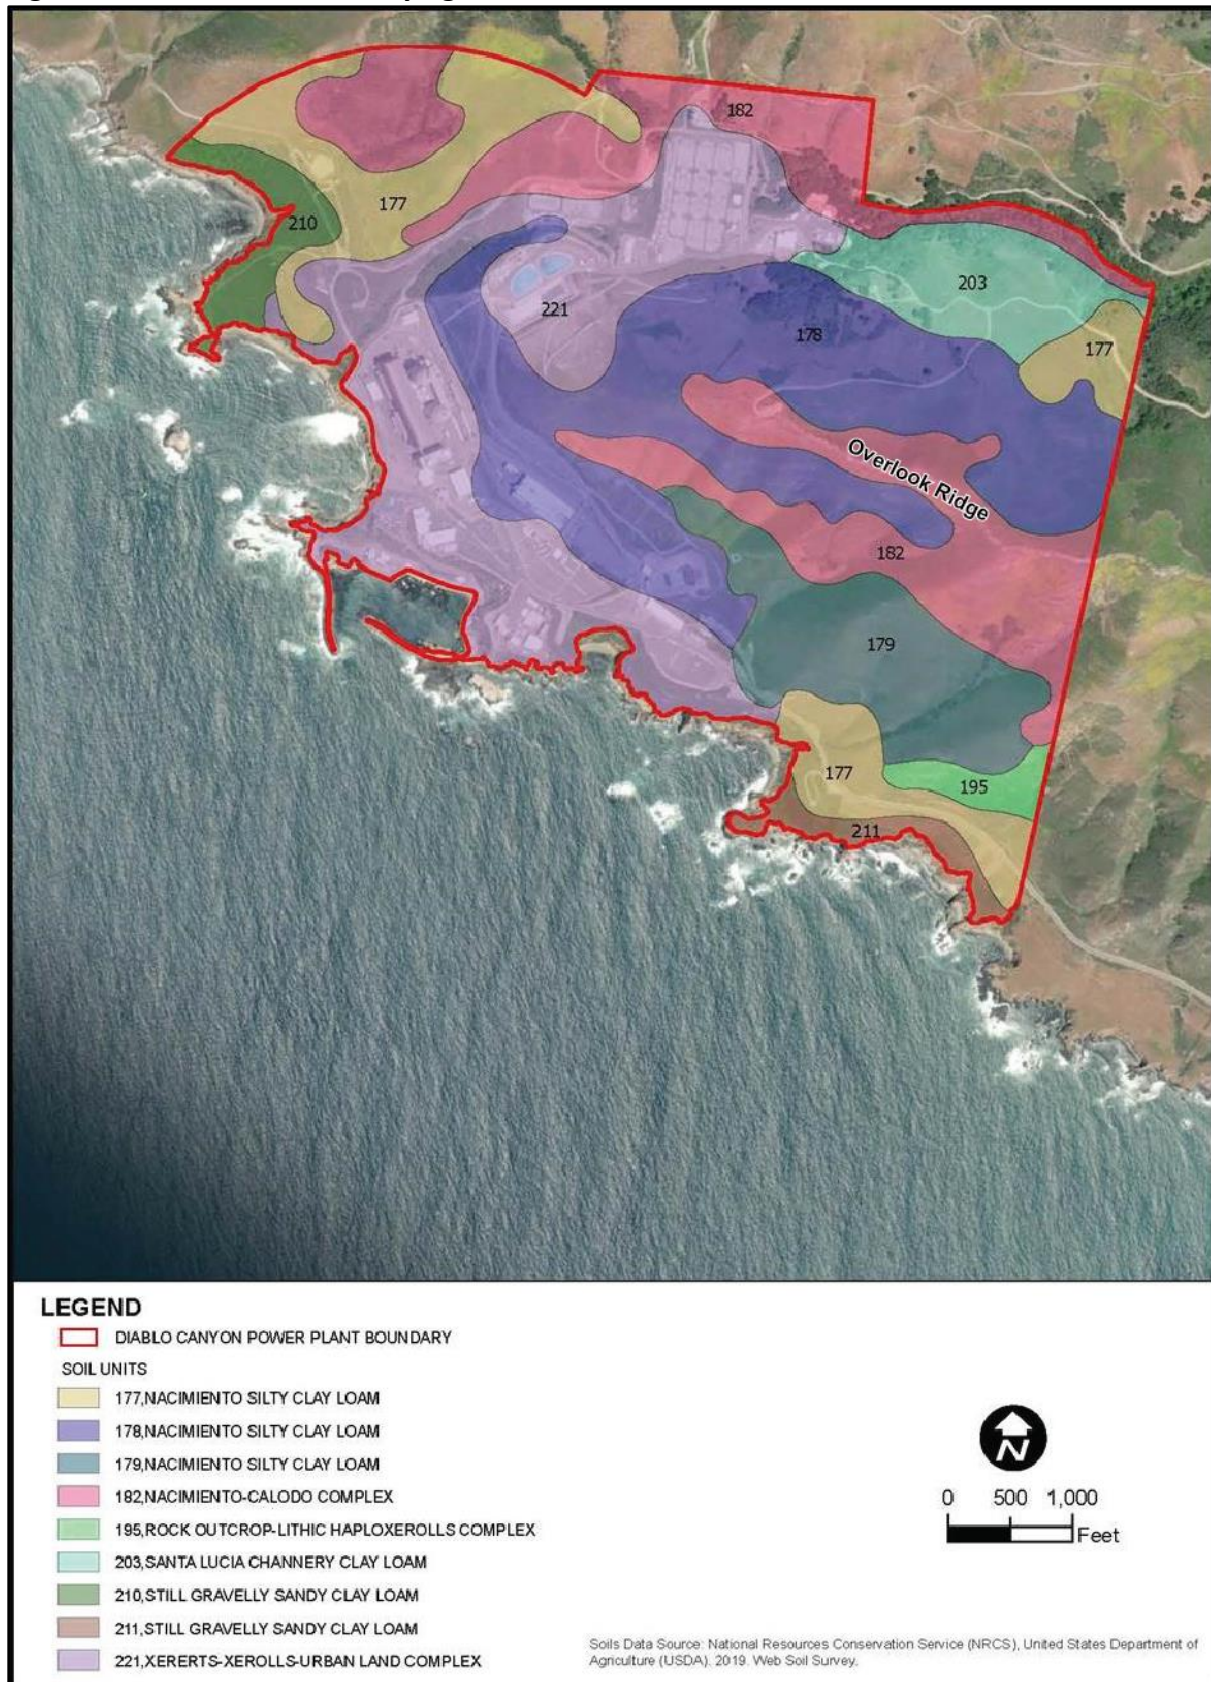 182
177
210
203
221
178
177
Overlook Ridge
182
179
177
195
211
LEGEND
DIABLO CANYON POWER PLANT BOUNDARY
SOIL UNITS
177,NACIMIENTO SILTY CLAY LOAM
178,NACIMIENTO SILTY CLAY LOAM
179,NACIMIENTO SILTY CLAY LOAM
182,NACIMIENTO-CALODO COMPLEX
195,ROCK OUTCROP-LITHIC HAPLOXEROLLS COMPLEX
203,SANTA LUCIA CHANNERY CLAY LOAM
210,STILL GRAVELLY SANDY CLAY LOAM
211,STILL GRAVELLY SANDY CLAY LOAM
221,XERERTS-XEROLLS-URBAN LAND COMPLEX
N
0 500 1,000
Feet
Soils Data Source: National Resources Conservation Service (NRCS), United States Department of
Agriculture (USDA). 2019. Web Soil Survey.